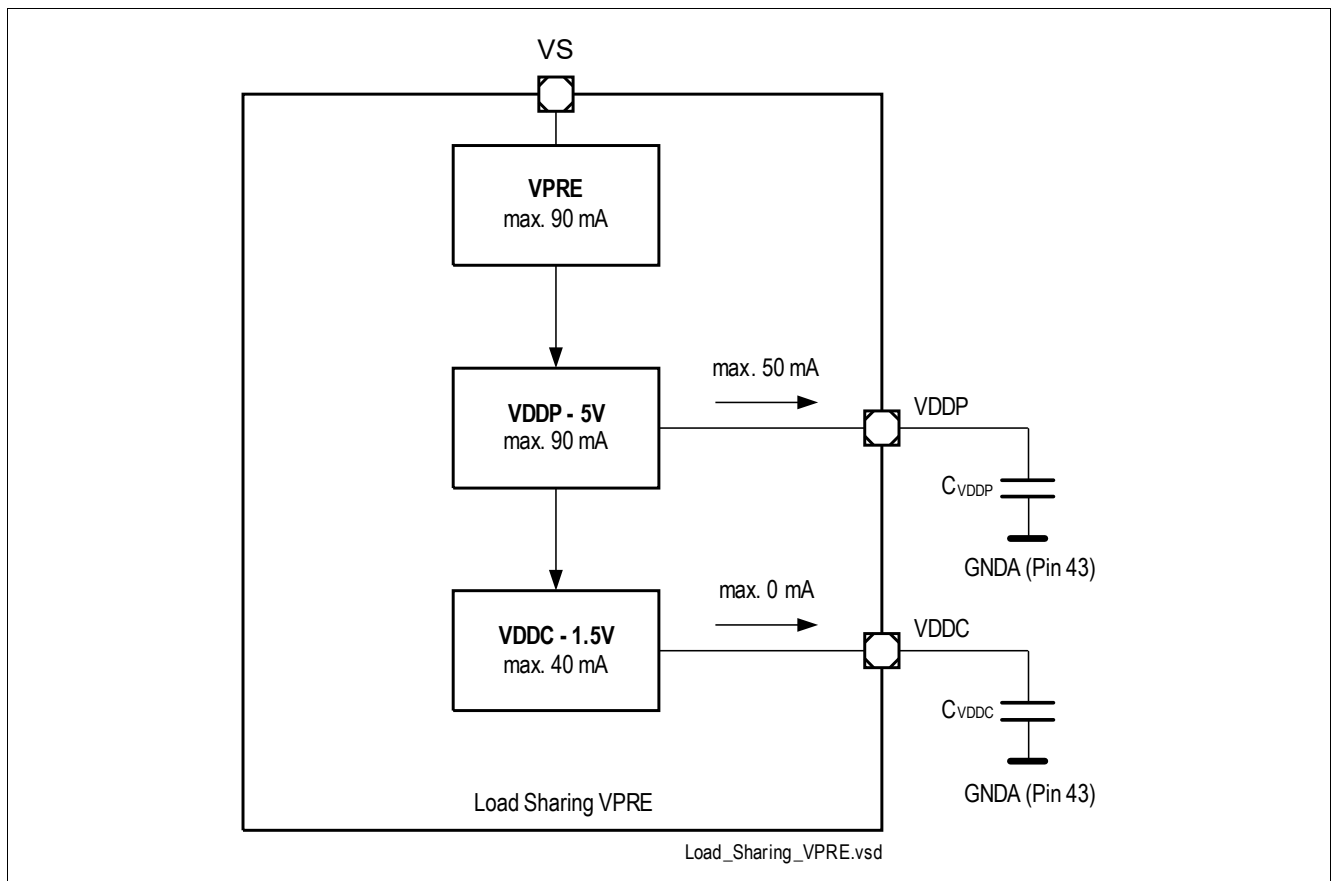 VS
VPRE
max. 90 mA
max. 50 mA
VDDP
VDDP - 5V
max. 90 mA
CVDDP
GNDA (Pin 43)
max. 0 mA
VDDC
VDDC - 1.5V
max. 40 mA
CVDDC
GNDA (Pin 43)
Load Sharing VPRE
Load_Sharing_VPRE.vsd